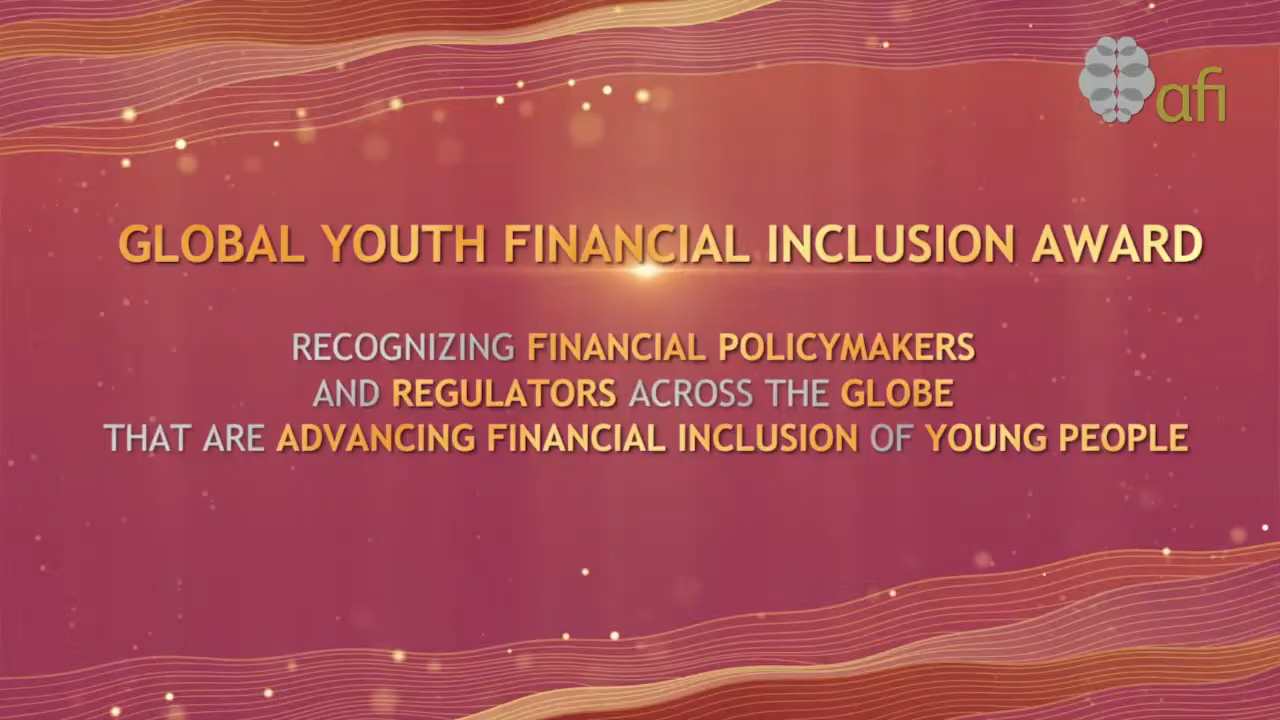 afi
GLOBAL YOUTH FINANCIAL INCLUSION AWARD
RECOGNIZING FINANCIAL POLICYMAKERS
AND REGULATORS ACROSS THE GLOBE
THAT ARE ADVANCING FINANCIAL INCLUSION OF YOUNG PEOPLE